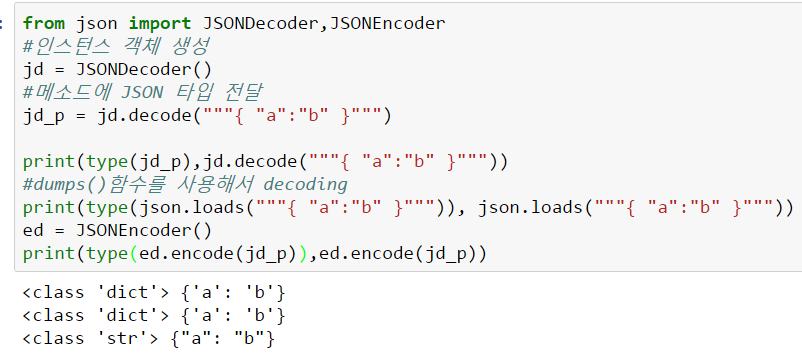 from json import JSONDecoder,JSONEncoder
#인스턴스 객체 생성
jd = JSONDecoder()
#메소드에 JSON 타입 전달
jd_p = jd.decode("""{ "a":"b" }""")
print(type(jd_p),jd.decode("""{ "a":"b" }"""))
#dumps()함수를 사용해서 decoding
print(type(json.loads("""{ "a":"b" }""")), json.loads("""{ "a":"b" }"""))
ed = JSONEncoder()
print(type(ed.encode(jd_p)),ed.encode(jd_p))
<class 'dict'> {'a': 'b'}
<class 'dict'> {'a': 'b'}
<class 'str'> {"a": "b"}